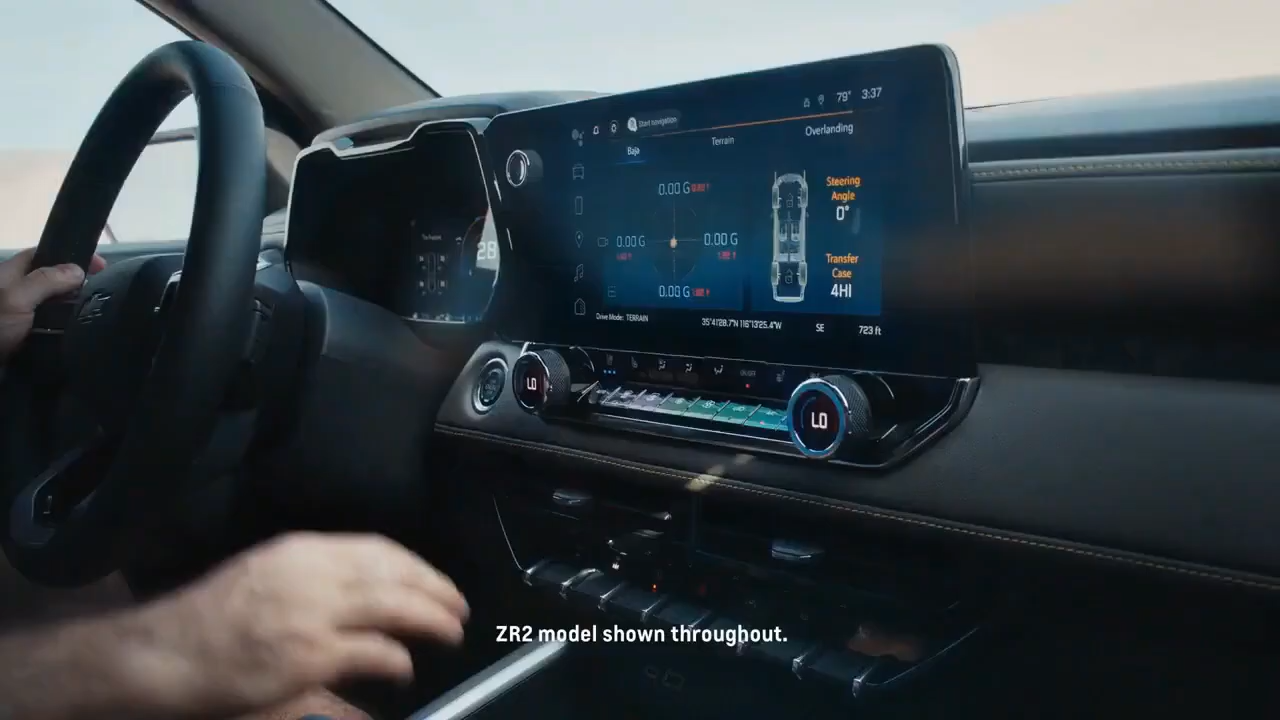 79° 3:37
Start navigation
Baja
Terrain
Overlanding
0.00 G
Steering
Angle
0°
0.00 G
0.00 G
Transfer
Case
4HI
0.00 G
Drive Mode: TERRAIN
35°41'28.7"N 116°13'25.4"W
SE
723 ft
28
LO
LO
ZR2 model shown throughout.